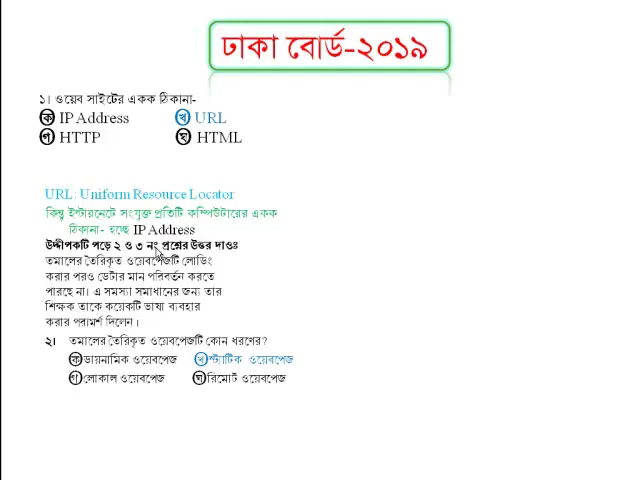 ঢাকা বোর্ড-২০১৯
১। ওয়েব সাইটের একক ঠিকানা-
ক IP Address খ URL
গ HTTP ঘ HTML
URL: Uniform Resource Locator
কিন্তু ইন্টারনেটে সংযুক্ত প্রতিটি কম্পিউটারের একক
ঠিকানা- হচ্ছে IP Address
উদ্দীপকটি পড়ে ২ ও ৩ নং প্রশ্নের উত্তর দাওঃ
তমালের তৈরিকৃত ওয়েবপেজটি লোডিং
করার পরও ডেটার মান পরিবর্তন করতে
পারছে না। এ সমস্যা সমাধানের জন্য তার
শিক্ষক তাকে কয়েকটি ভাষা ব্যবহার
করার পরামর্শ দিলেন।
২। তমালের তৈরিকৃত ওয়েবপেজটি কোন ধরণের?
ক ডায়নামিক ওয়েবপেজ খ স্ট্যাটিক ওয়েবপেজ
গ লোকাল ওয়েবপেজ ঘ রিমোট ওয়েবপেজ